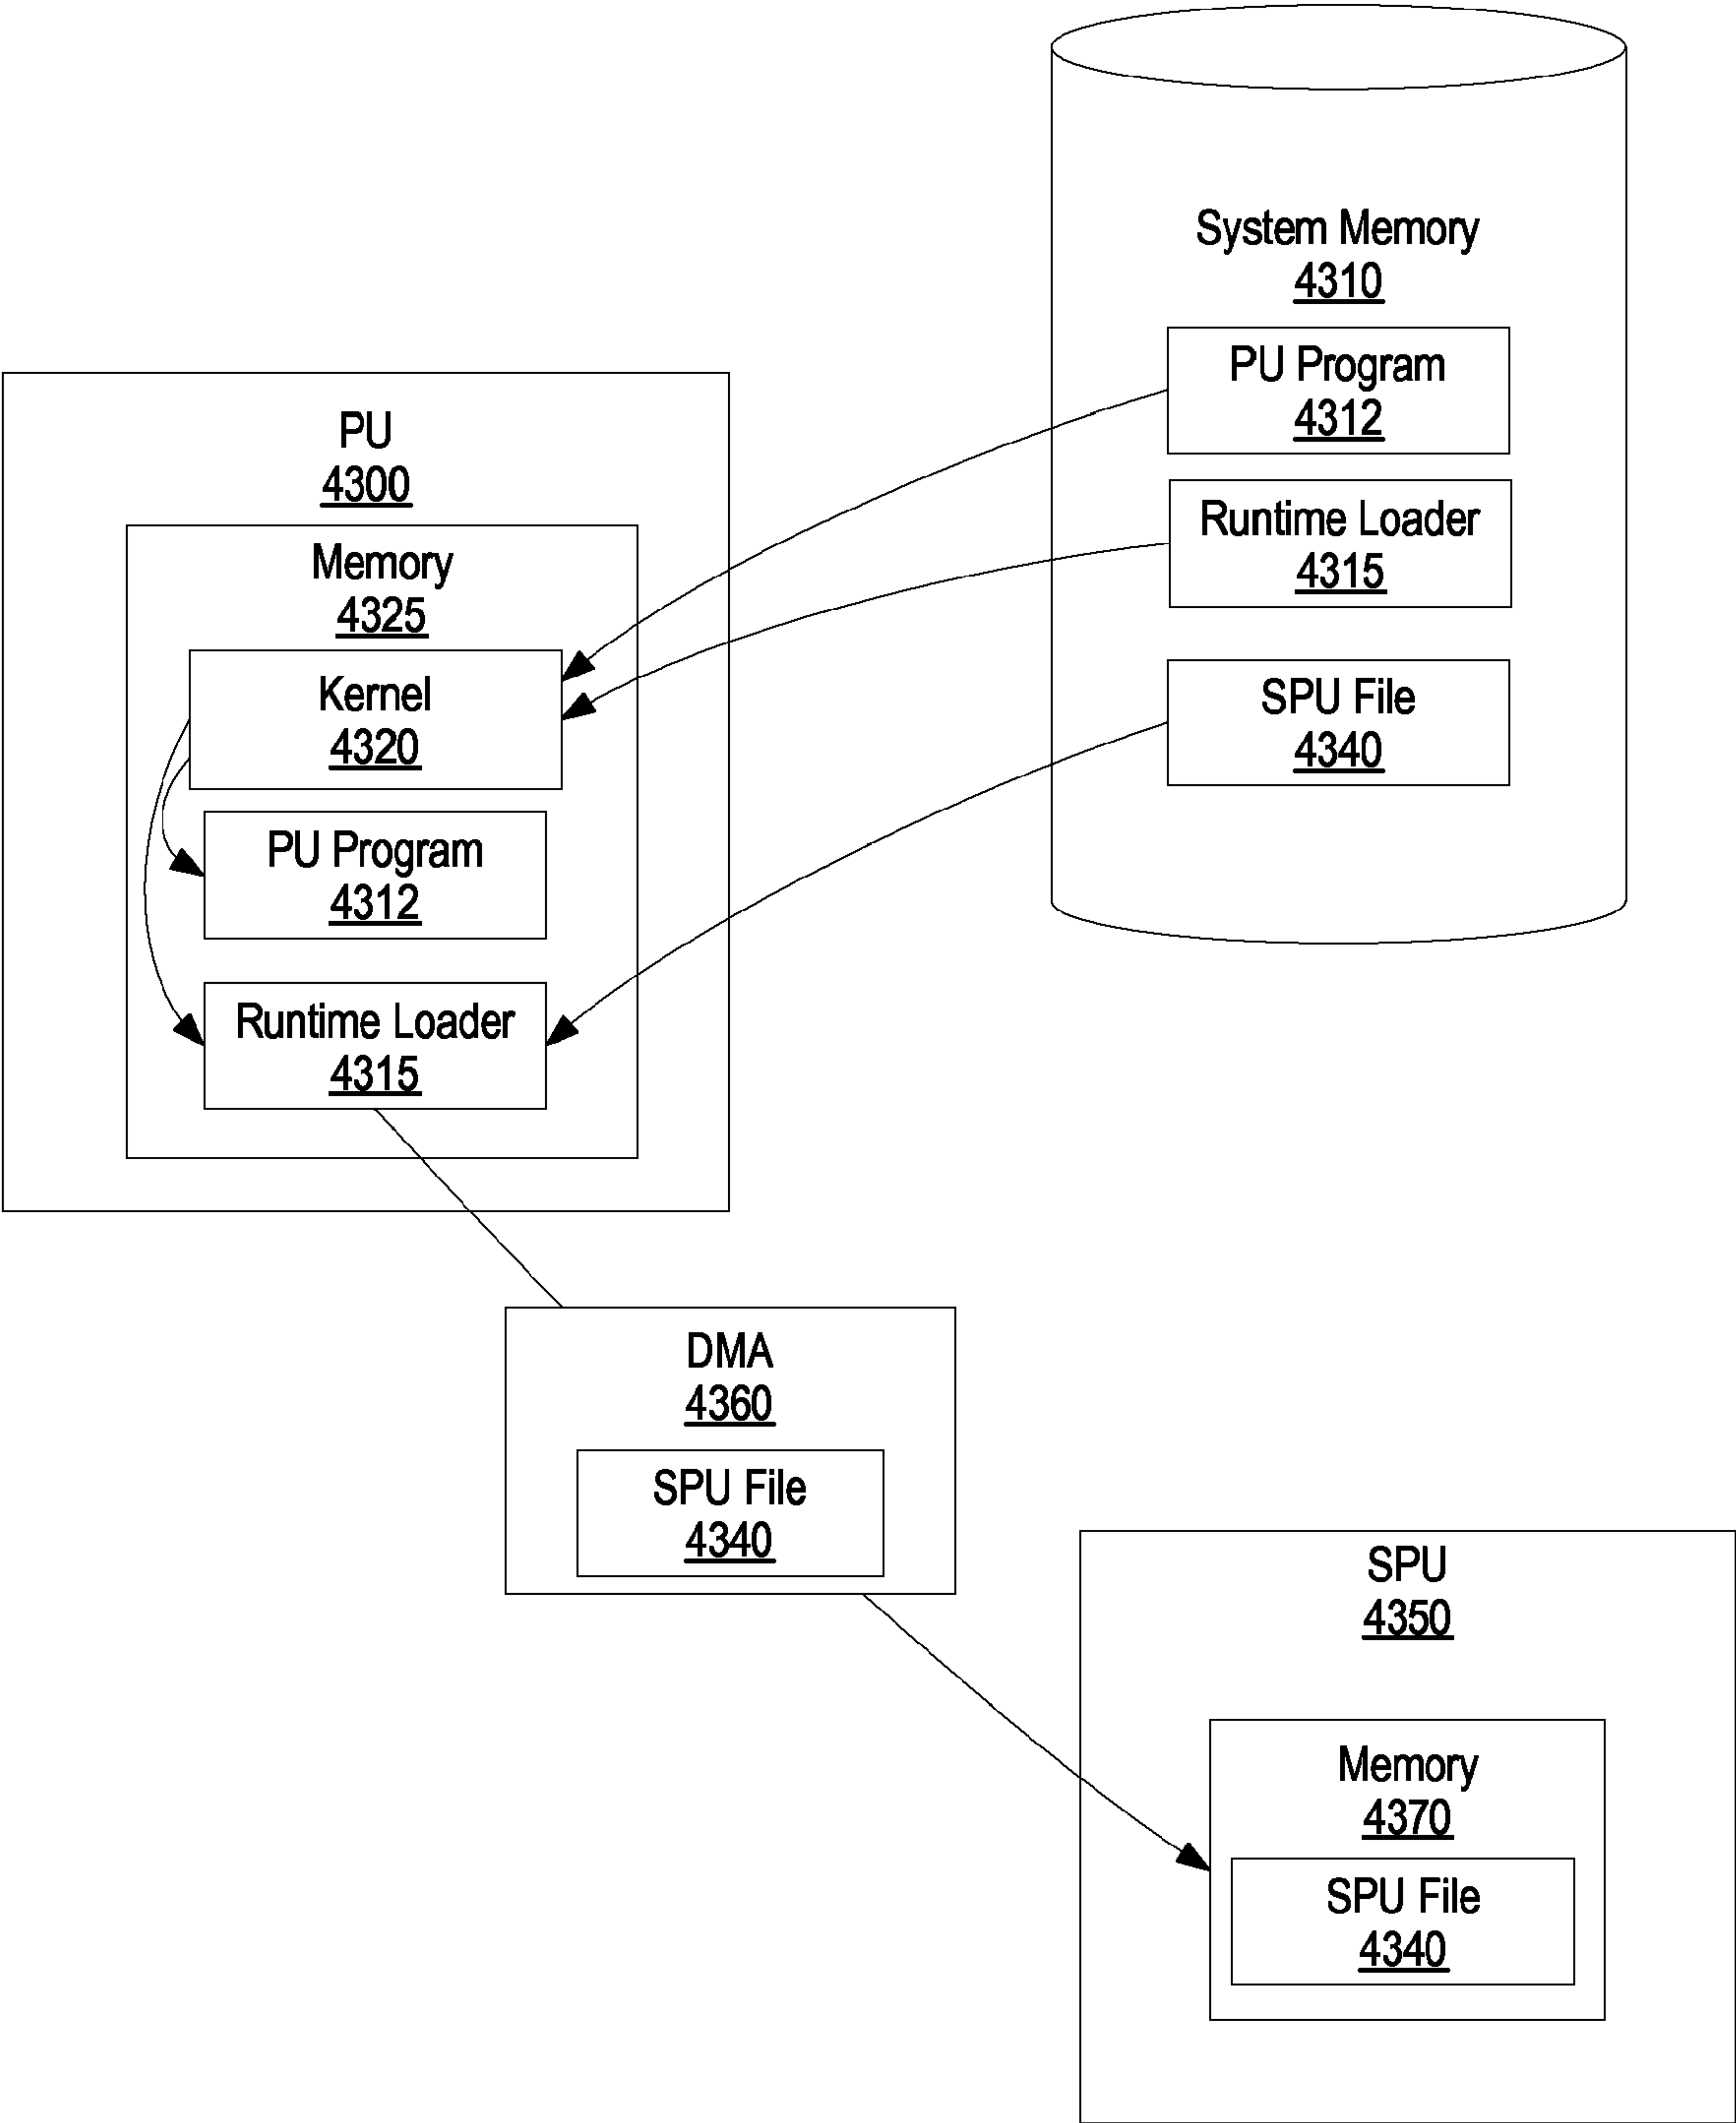 System Memory
4310
PU Program
4312
Runtime Loader
4315
SPU File
4340
PU
4300
Memory
4325
Kernel
4320
PU Program
4312
Runtime Loader
4315
DMA
4360
SPU File
4340
SPU
4350
Memory
4370
SPU File
4340